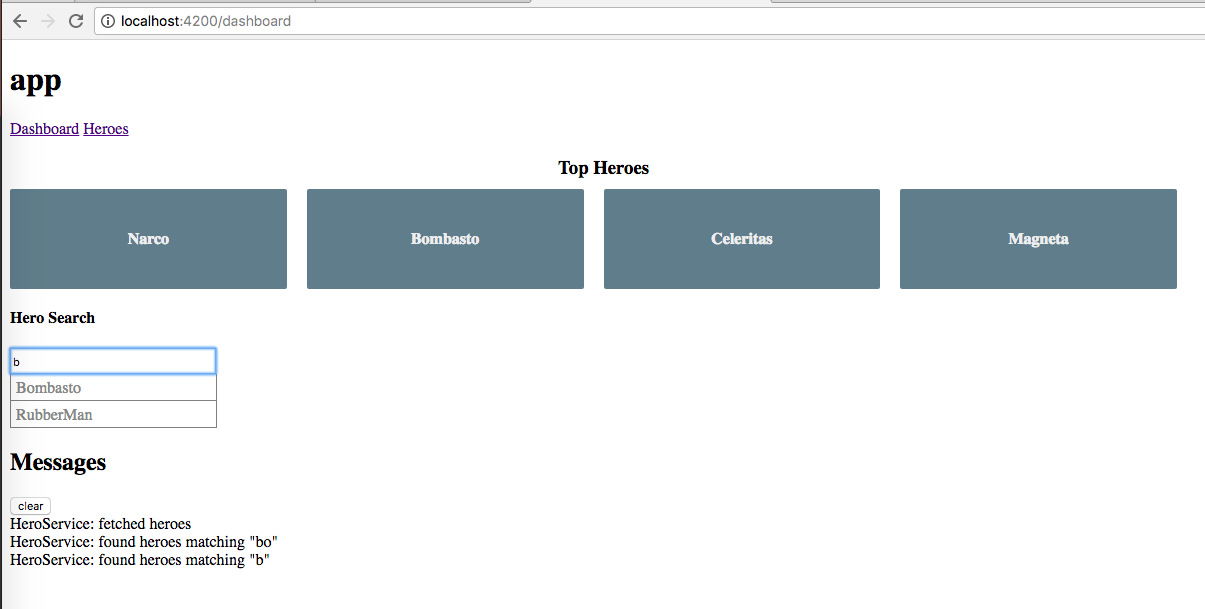 localhost:4200/dashboard
app
Dashboard Heroes
Top Heroes
Narco Bombasto Celeritas Magneta
Hero Search
b
Bombasto
RubberMan
Messages
clear
HeroService: fetched heroes
HeroService: found heroes matching "bo"
HeroService: found heroes matching "b"